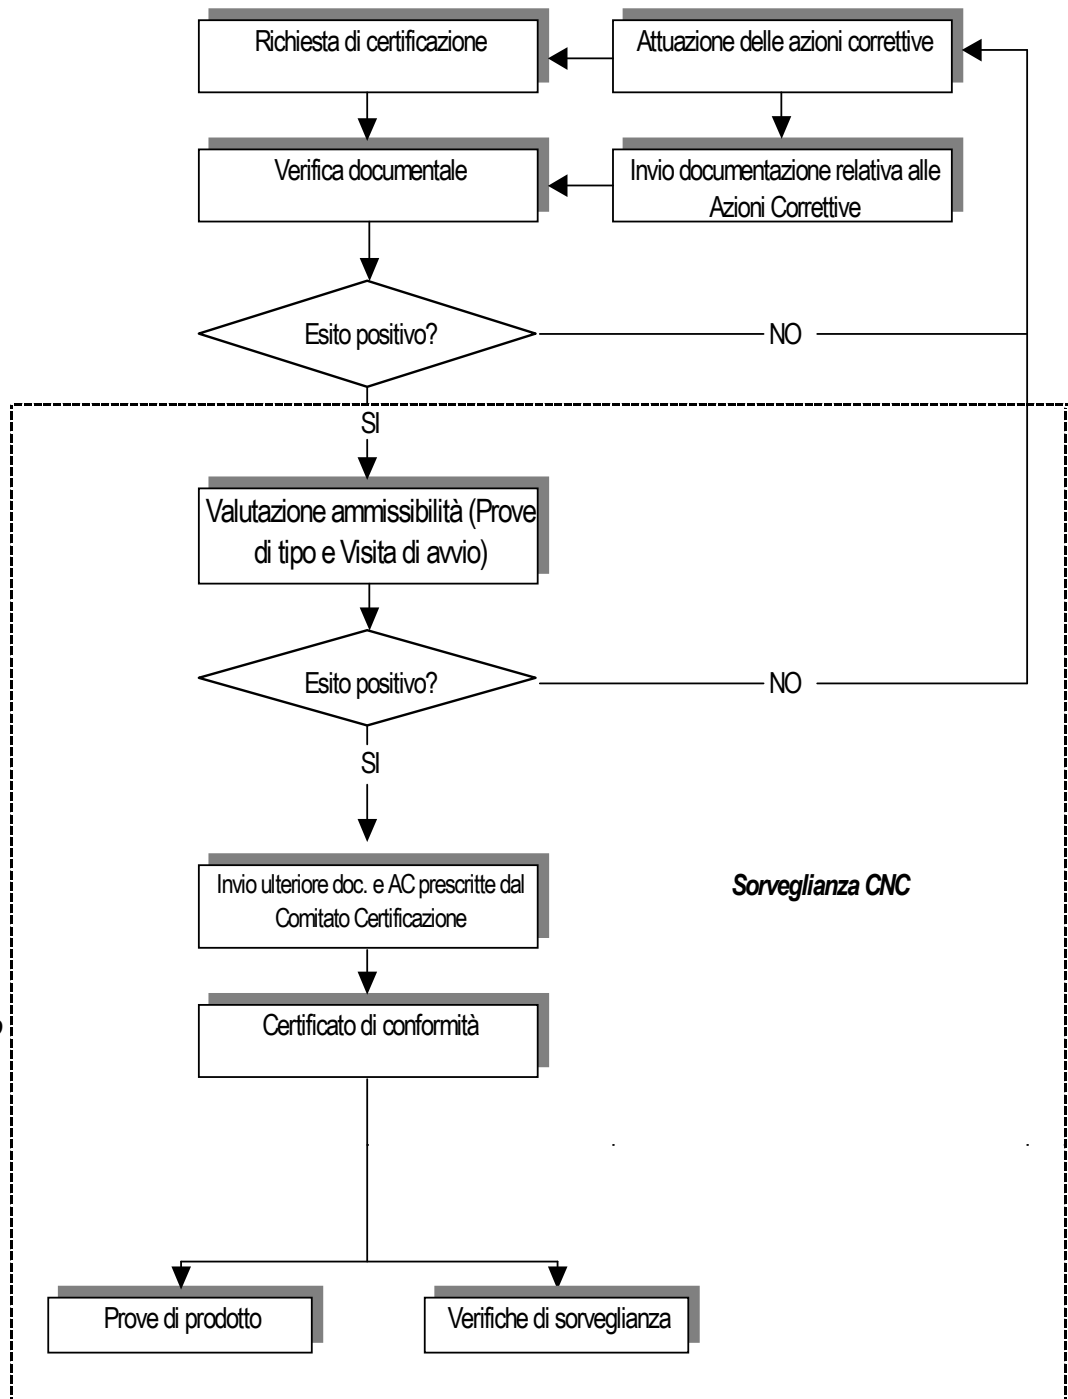 Richiesta di certificazione
Attuazione delle azioni correttive
Verifica documentale
Invio documentazione relativa alle
Azioni Correttive
Esito positivo?
NO
SI
Valutazione ammissibilità (Prove
di tipo e Visita di avvio)
Esito positivo?
NO
SI
Invio ulteriore doc. e AC prescritte dal
Comitato Certificazione
Sorveglianza CNC
Certificato di conformità
Prove di prodotto
Verifiche di sorveglianza